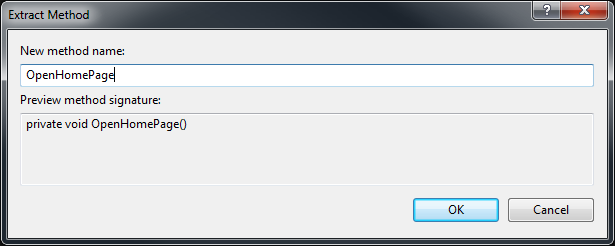 Extract Method
?
New method name:
OpenHomePage
Preview method signature:
private void OpenHomePage()
OK
Cancel